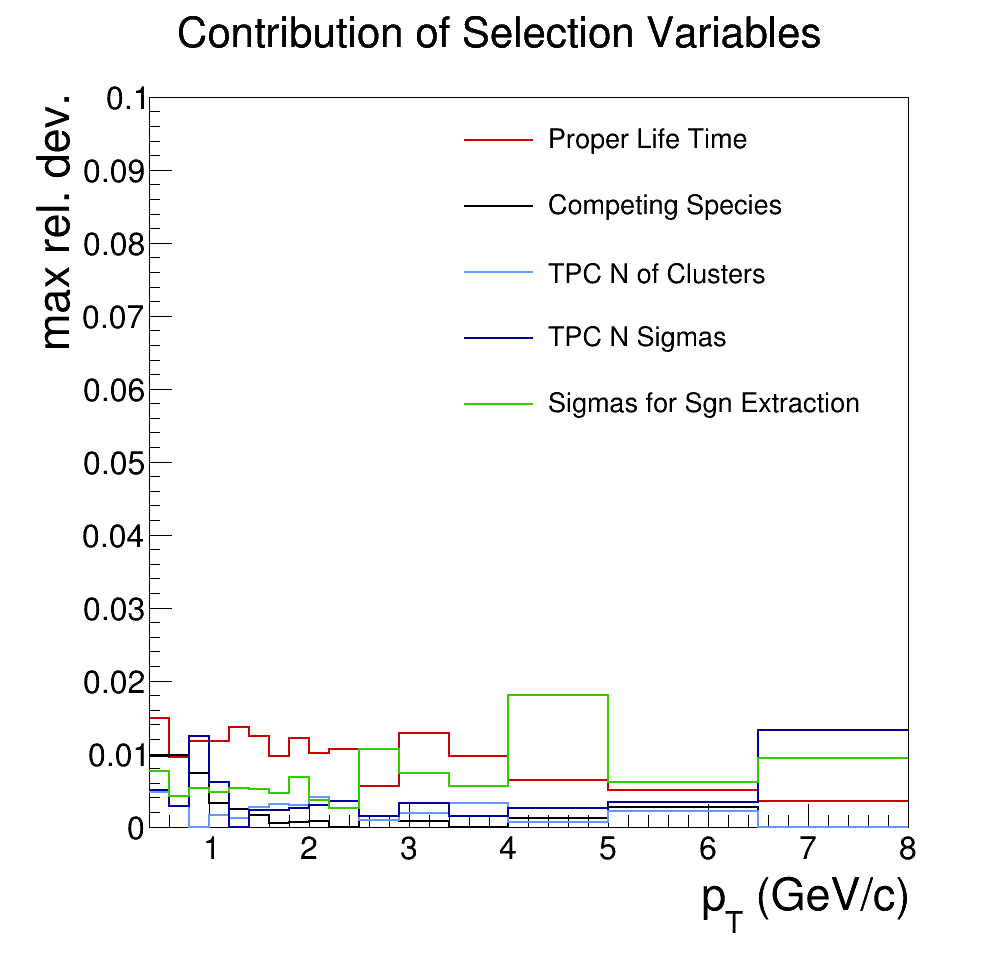 Contribution of Selection Variables
max rel. dev.
0.1
0.09
0.08
0.07
0.06
0.05
0.04
0.03
0.02
0.01
0
Proper Life Time
Competing Species
TPC N of Clusters
TPC N Sigmas
Sigmas for Sgn Extraction
1 2 3 4 5 6 7 8
p_T (GeV/c)